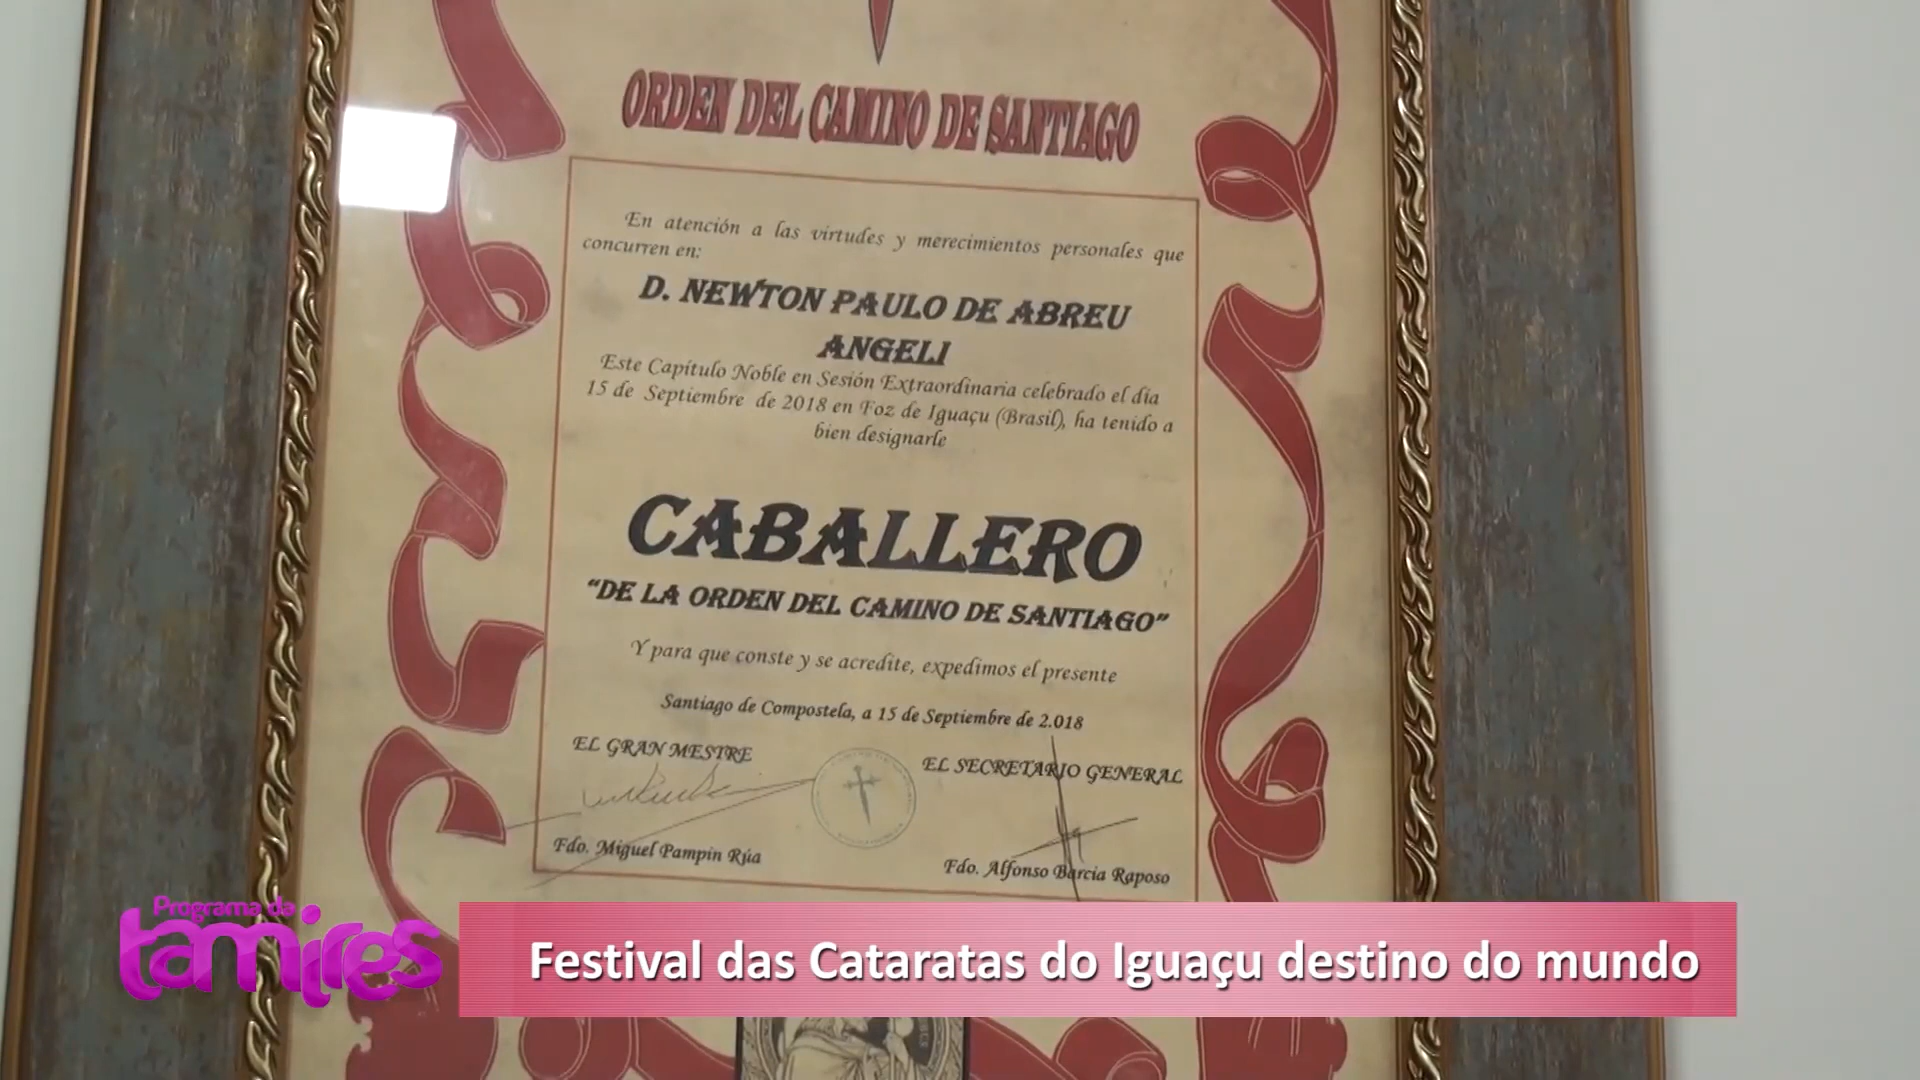 ORDEN DEL CAMINO DE SANTIAGO
En atención a las virtudes y merecimientos personales que
concurren en:
D. NEWTON PAULO DE ABREU
ANGELI
Este Capítulo Noble en Sesión Extraordinaria celebrado el día
15 de Septiembre de 2018 en Foz de Iguaçu (Brasil), ha tenido a
bien designarle
CABALLERO
“DE LA ORDEN DEL CAMINO DE SANTIAGO”
Y para que conste y se acredite, expedimos el presente
Santiago de Compostela, a 15 de Septiembre de 2.018
EL GRAN MESTRE
EL SECRETARIO GENERAL
Fdo. Miguel Pampín Rúa
Fdo. Alfonso Barcia Raposo
Programa da
tamires
Festival das Cataratas do Iguaçu destino do mundo